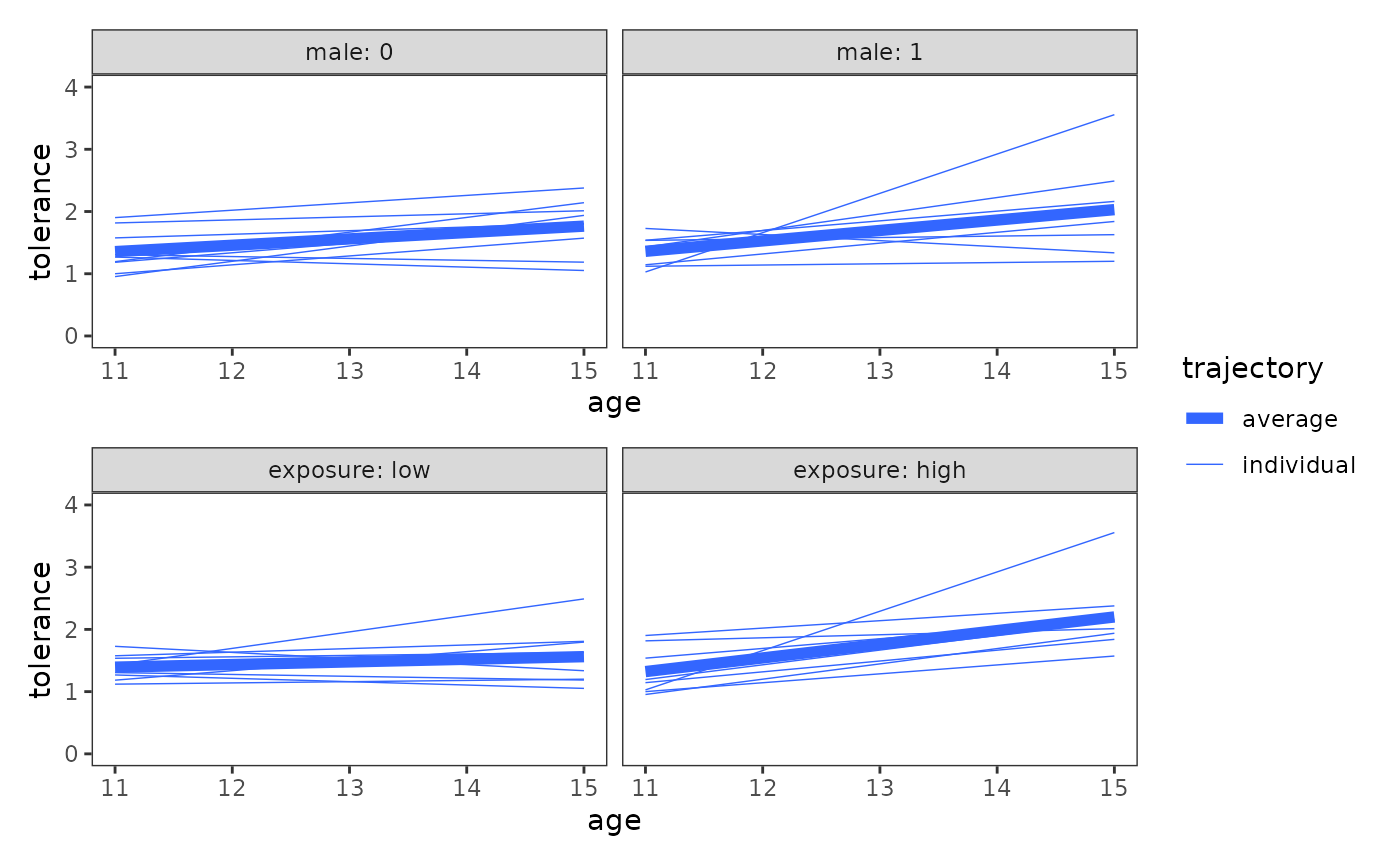 male: 0
male: 1
4
3
2
1
0
tolerance
11 12 13 14 15
11 12 13 14 15
age
trajectory
average
individual
exposure: low
exposure: high
4
3
2
1
0
tolerance
11 12 13 14 15
11 12 13 14 15
age